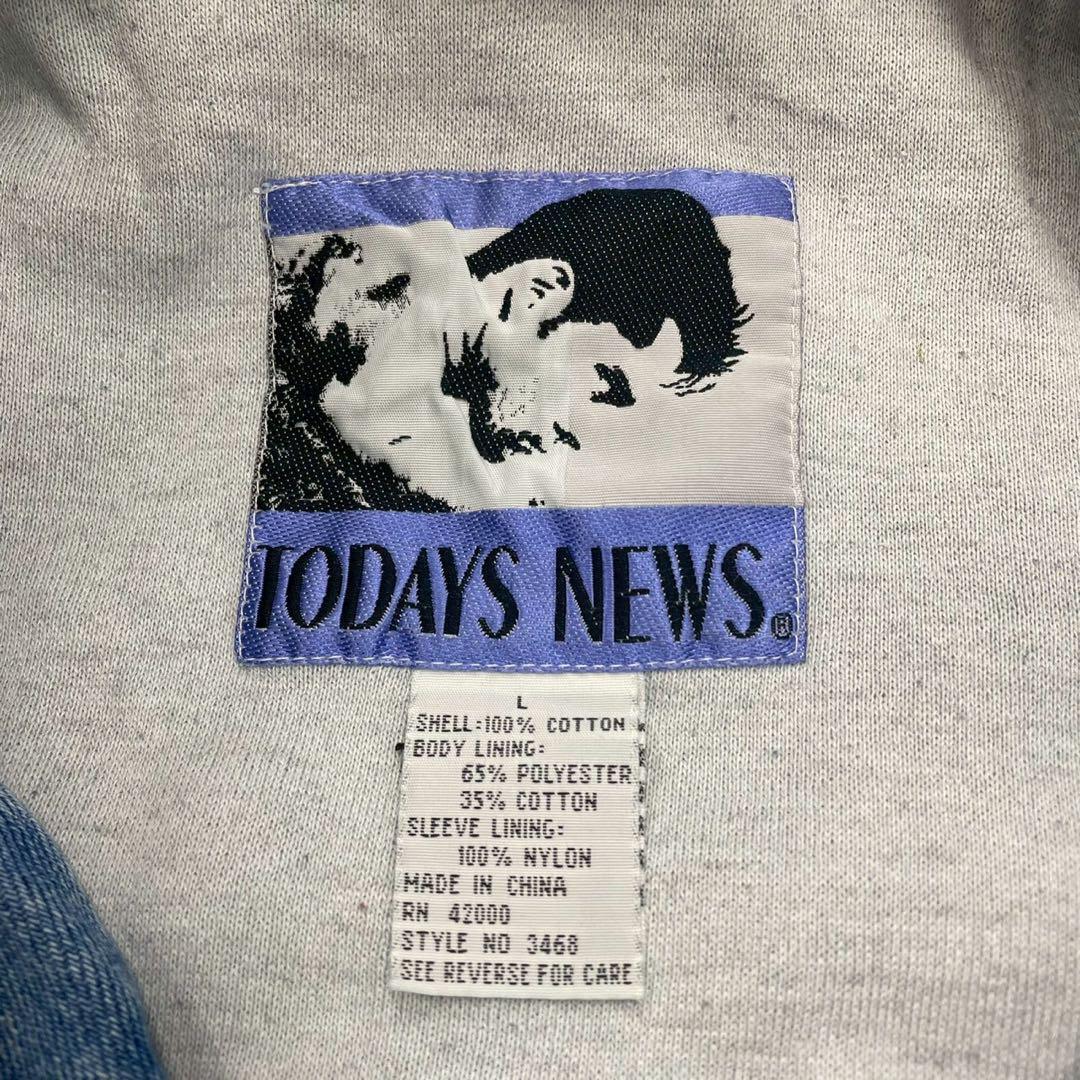 TODAYS NEWS®
L
SHELL:100% COTTON
BODY LINING:
65% POLYESTER
35% COTTON
SLEEVE LINING:
100% NYLON
MADE IN CHINA
RN 42000
STYLE NO 3468
SEE REVERSE FOR CARE